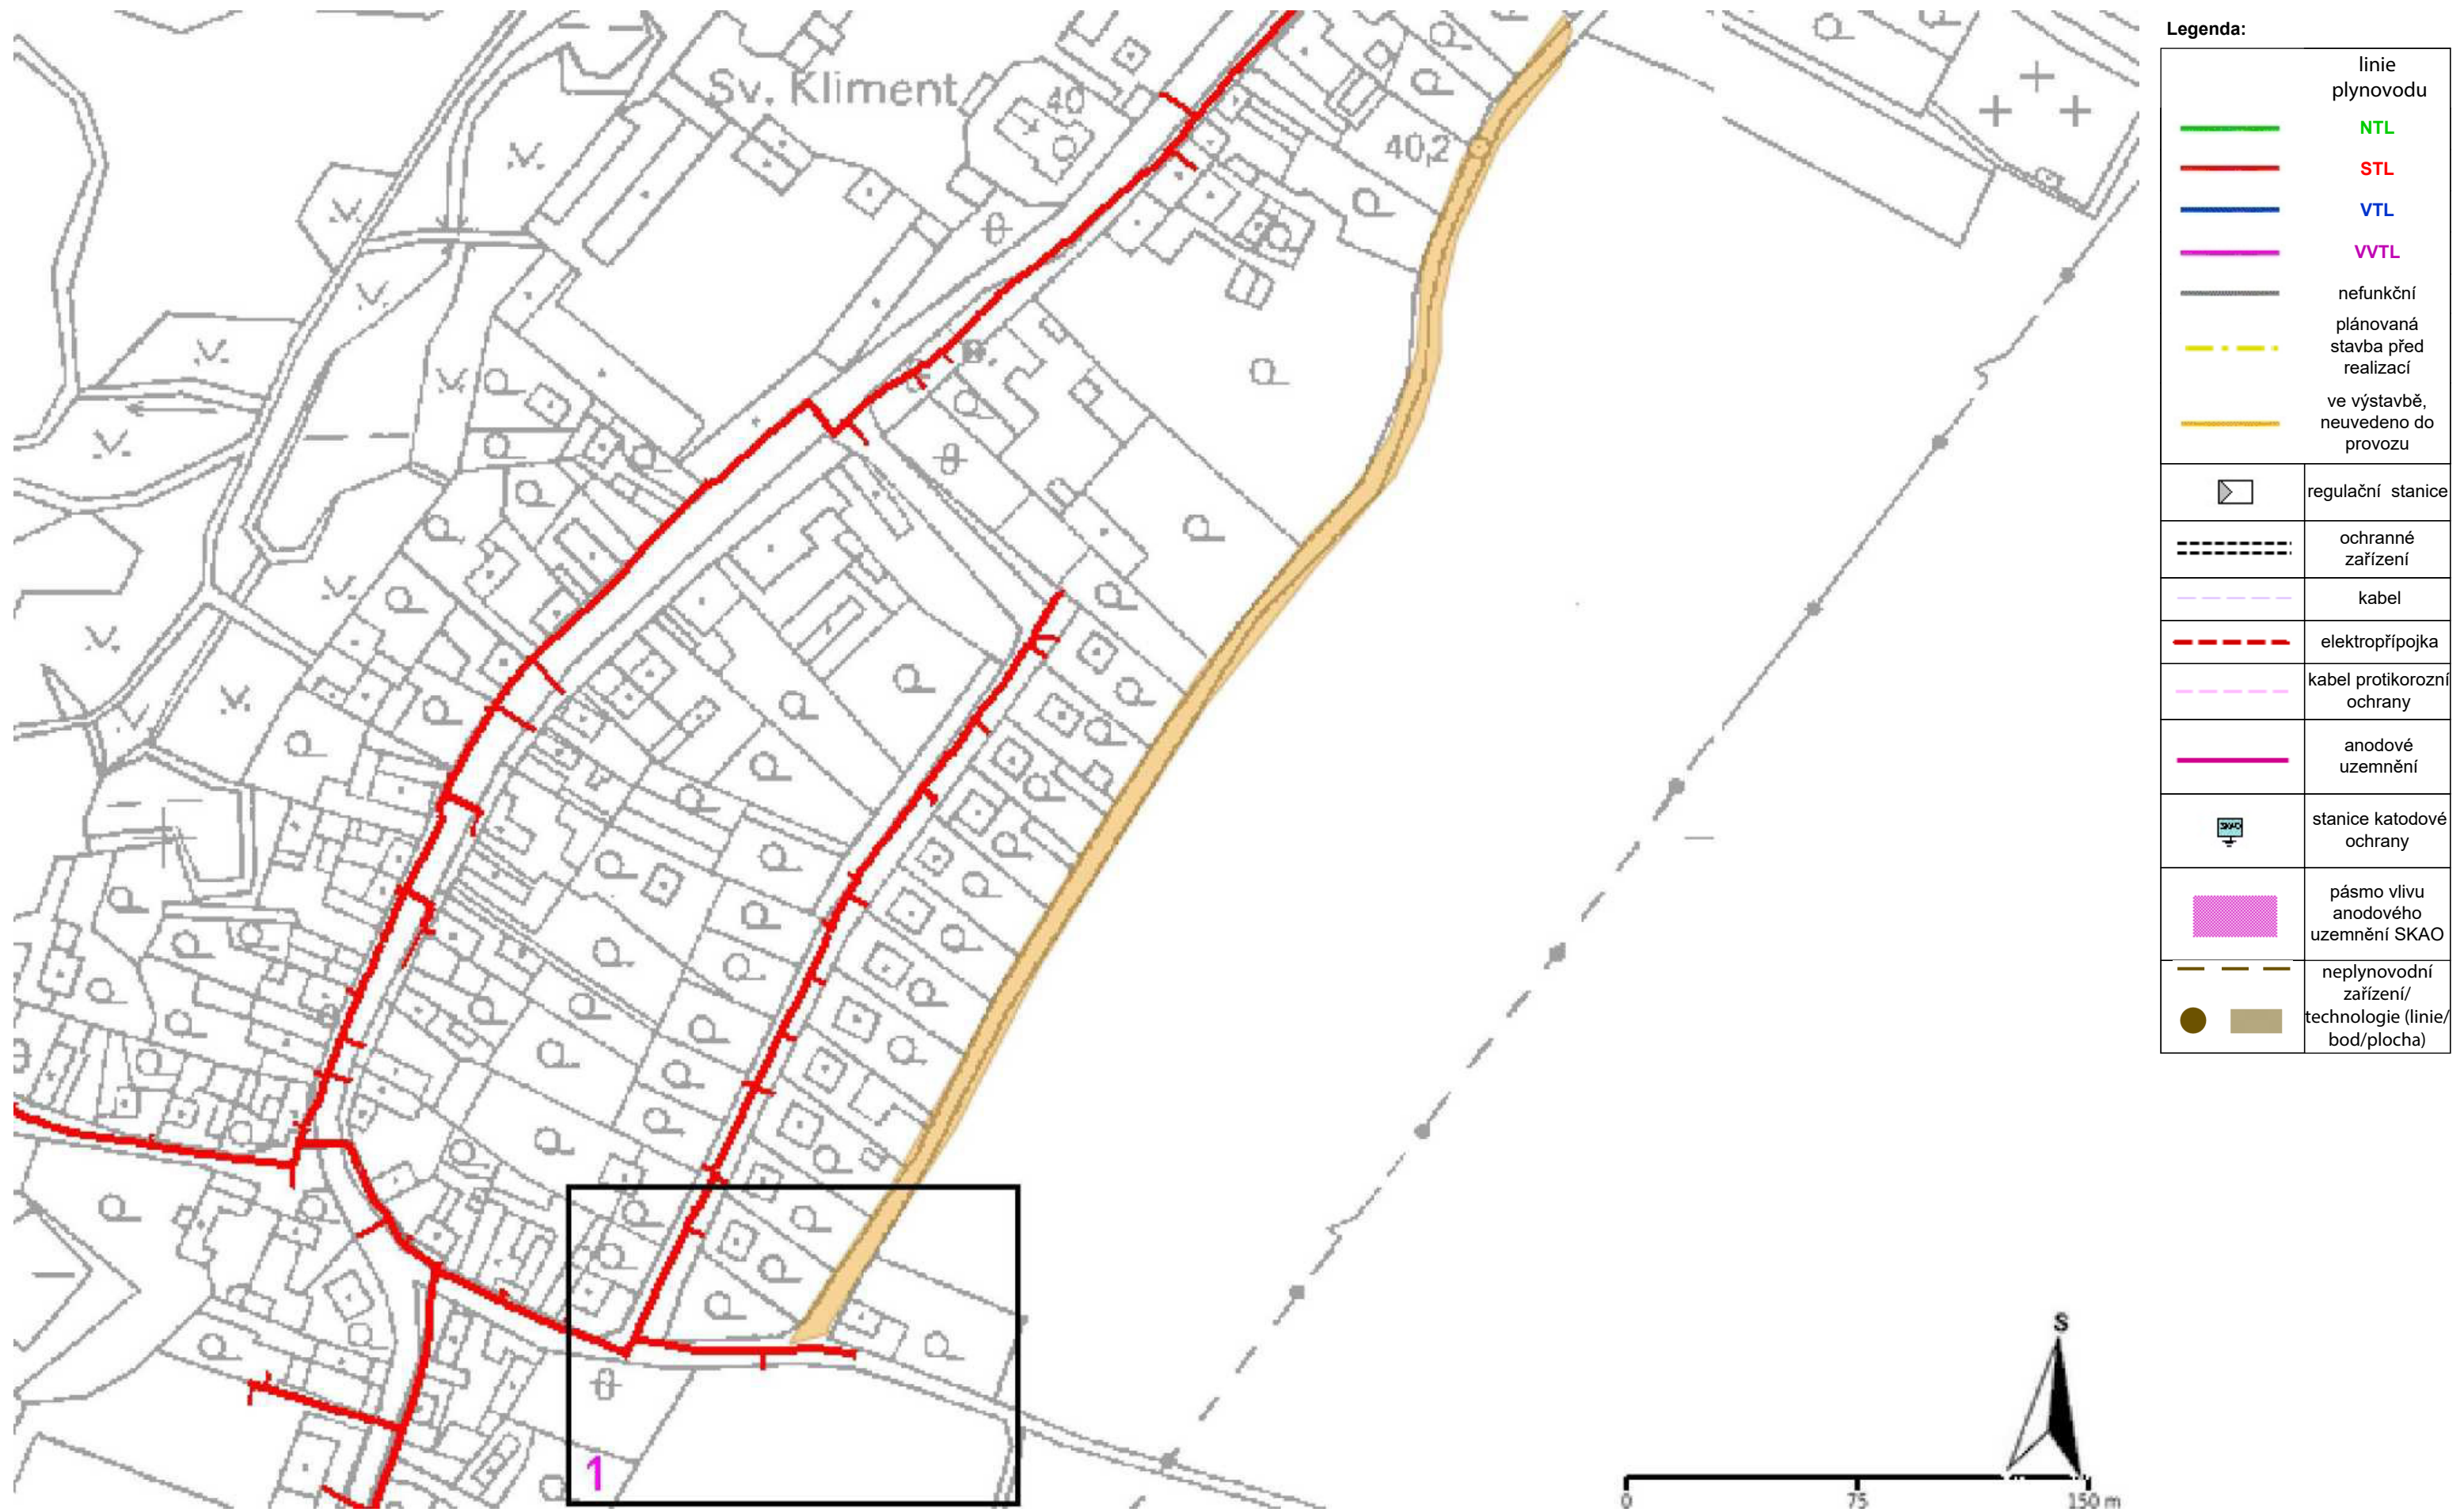 Sv. Kliment
40
40,2
1
S
0
75
150 m
Legenda:
linie
plynovodu
NTL
STL
VTL
VVTL
nefunkční
plánovaná
stavba před
realizací
ve výstavbě,
neuvedeno do
provozu
regulační stanice
ochranné
zařízení
kabel
elektropřípojka
kabel protikorozní
ochrany
anodové
uzemnění
SKAO
stanice katodové
ochrany
pásmo vlivu
anodového
uzemnění SKAO
neplynovodní
zařízení/
technologie (linie/
bod/plocha)